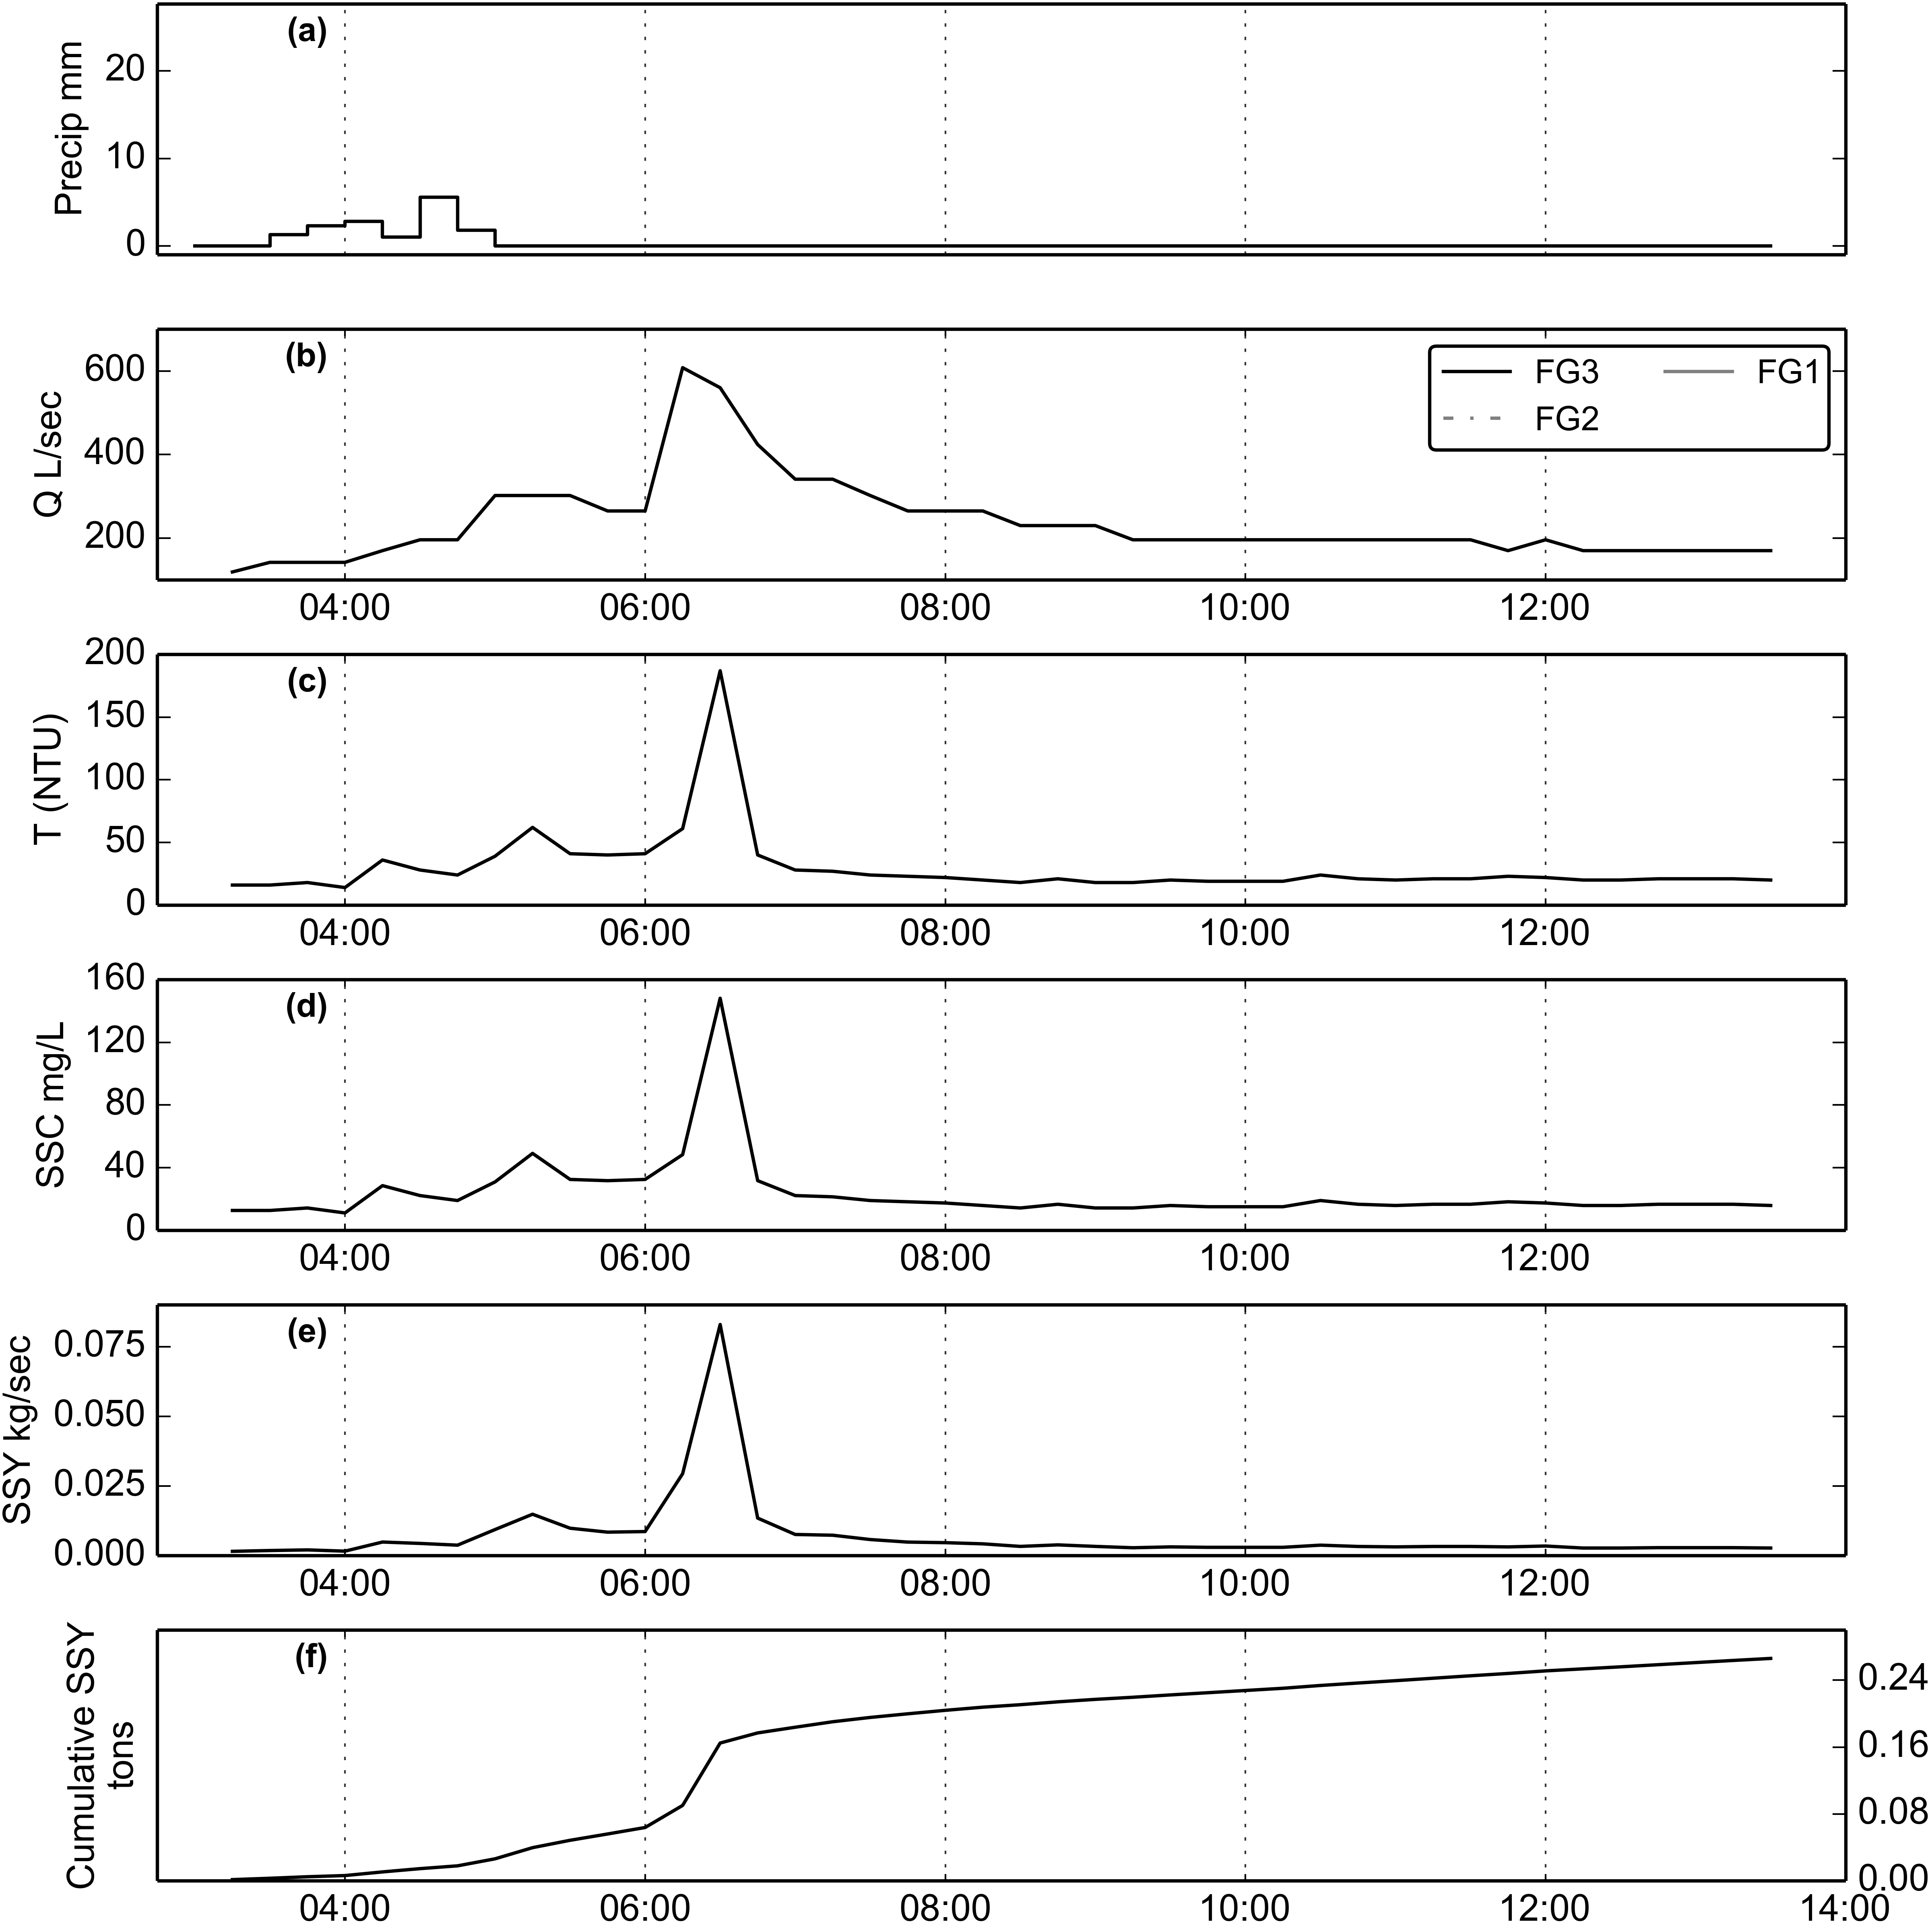 (a)
Precip mm
20
10
0
(b)
Q L/sec
600
400
200
FG3 FG1
FG2
04:00 06:00 08:00 10:00 12:00
(c)
T (NTU)
200
150
100
50
0
04:00 06:00 08:00 10:00 12:00
(d)
SSC mg/L
160
120
80
40
0
04:00 06:00 08:00 10:00 12:00
(e)
SSY kg/sec
0.075
0.050
0.025
0.000
04:00 06:00 08:00 10:00 12:00
(f)
Cumulative SSY
tons
0.24
0.16
0.08
0.00
04:00 06:00 08:00 10:00 12:00 14:00